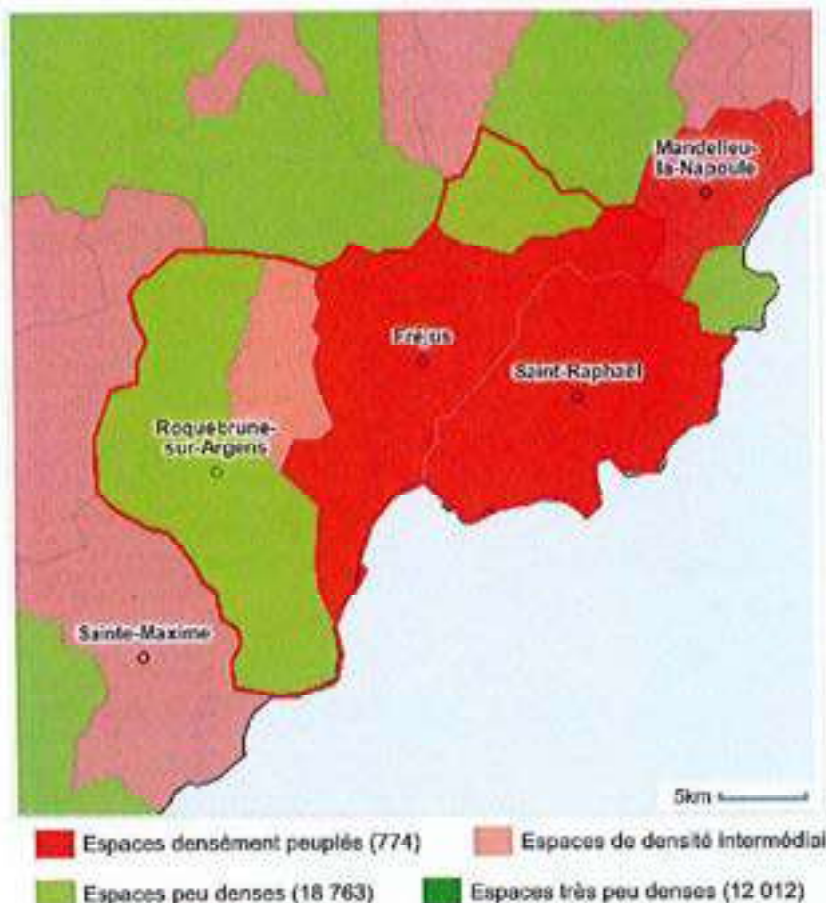 Mandelieu-
la-Napoule
Fréjus
Saint-Raphaël
Roquebrune-
sur-Argens
Sainte-Maxime
5km
Espaces densément peuplés (774)
Espaces de densité intermédiai
Espaces peu denses (18 763)
Espaces très peu denses (12 012)